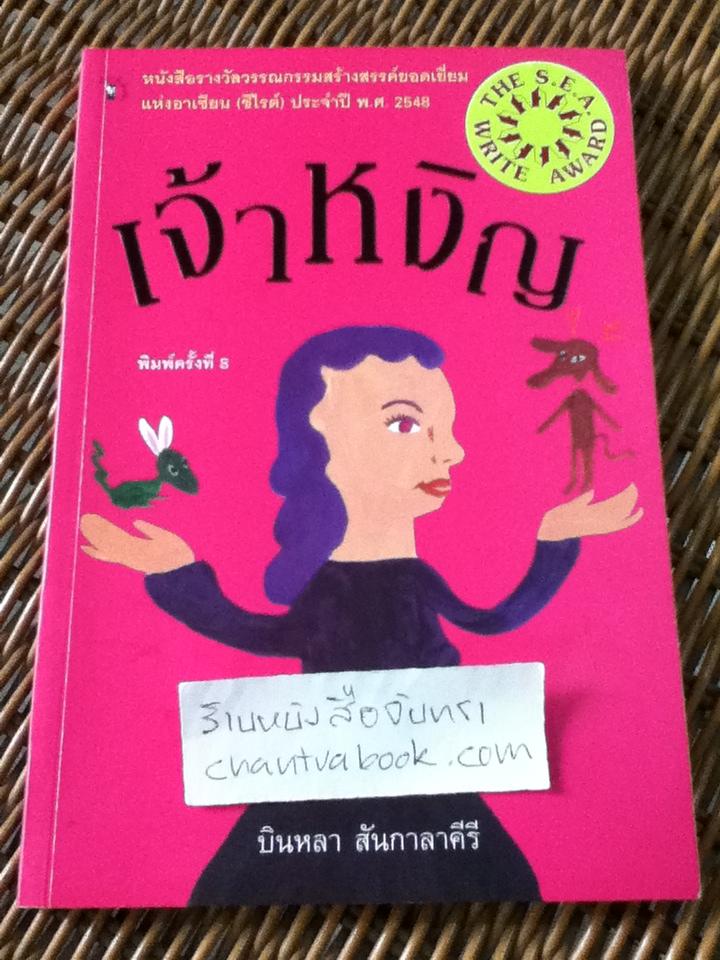 หนังสือรางวัลวรรณกรรมสร้างสรรค์ยอดเยี่ยม
แห่งอาเซียน (ซีไรต์) ประจำปี พ.ศ. 2548
THE S.E.A.
WRITE AWARD
เจ้าหงิญ
พิมพ์ครั้งที่ 8
ร้านหนังสือจันทรา
chantrabook.com
บินหลา สันกาลาคีรี